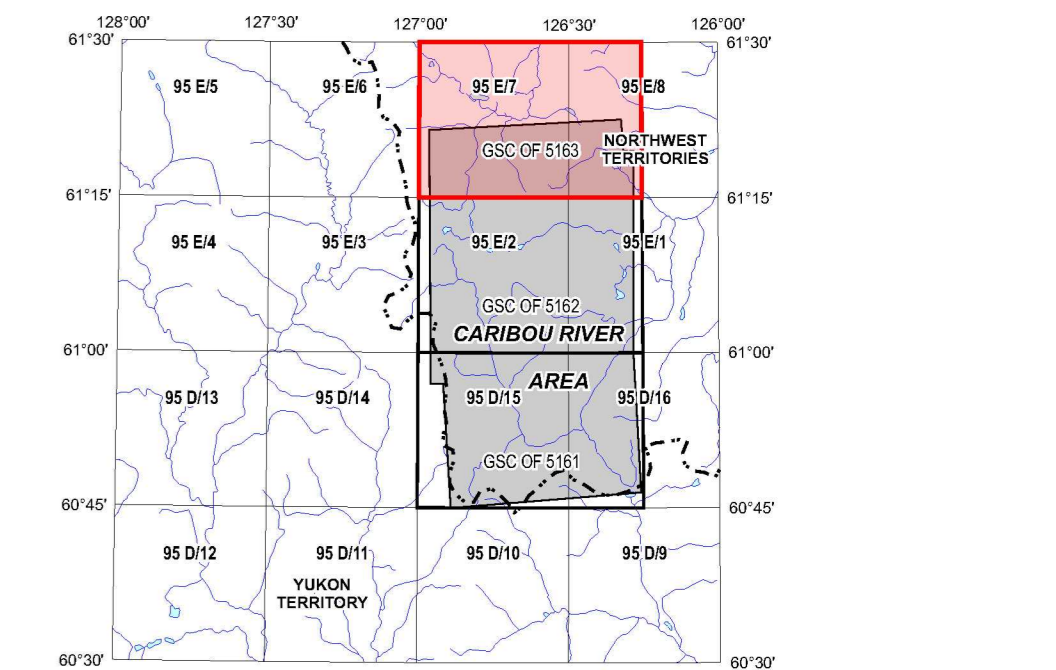 128°00'
127°30'
127°00'
126°30'
126°00'
61°30'
61°30'
95 E/5
95 E/6
95 E/7
95 E/8
GSC OF 5163
NORTHWEST
TERRITORIES
61°15'
61°15'
95 E/4
95 E/3
95 E/2
95 E/1
GSC OF 5162
CARIBOU RIVER
61°00'
61°00'
AREA
95 D/13
95 D/14
95 D/15
95 D/16
GSC OF 5161
60°45'
60°45'
95 D/12
95 D/11
95 D/10
95 D/9
YUKON
TERRITORY
60°30'
60°30'